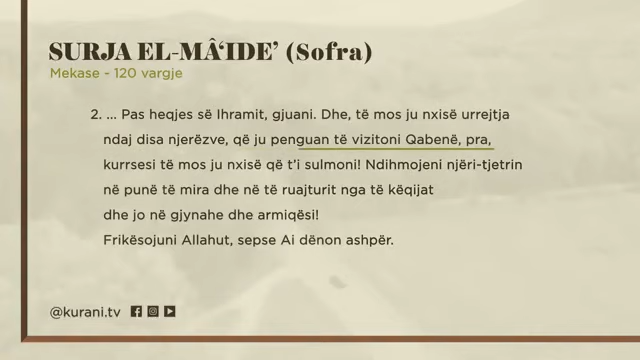 SURJA EL-MÂ‘IDE’ (Sofra)
Mekase - 120 vargje
2. ... Pas heqjes së Ihramit, gjuani. Dhe, të mos ju nxisë urrejtja
ndaj disa njerëzve, që ju penguan të vizitoni Qabenë, pra,
kurrsesi të mos ju nxisë që t’i sulmoni! Ndihmojeni njëri-tjetrin
në punë të mira dhe në të ruajturit nga të këqijat
dhe jo në gjynahe dhe armiqësi!
Frikësojuni Allahut, sepse Ai dënon ashpër.
@kurani.tv